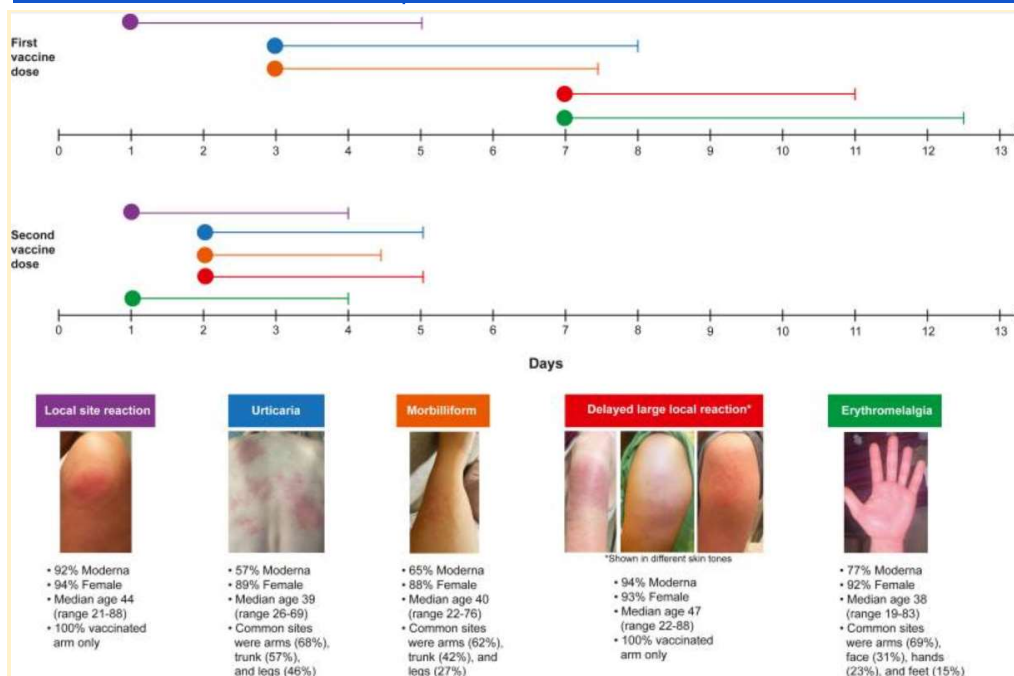 First
vaccine
dose
0 1 2 3 4 5 6 7 8 9 10 11 12 13
Second
vaccine
dose
0 1 2 3 4 5 6 7 8 9 10 11 12 13
Days
Local site reaction
• 92% Moderna
• 94% Female
• Median age 44
(range 21-88)
• 100% vaccinated
arm only
Urticaria
• 57% Moderna
• 89% Female
• Median age 39
(range 26-69)
• Common sites
were arms (68%),
trunk (57%),
and legs (46%)
Morbilliform
• 65% Moderna
• 88% Female
• Median age 40
(range 22-76)
• Common sites
were arms (62%),
trunk (42%), and
legs (27%)
Delayed large local reaction*
*Shown in different skin tones
• 94% Moderna
• 93% Female
• Median age 47
(range 22-88)
• 100% vaccinated
arm only
Erythromelalgia
• 77% Moderna
• 92% Female
• Median age 38
(range 19-83)
• Common sites
were arms (69%),
face (31%), hands
(23%), and feet (15%)